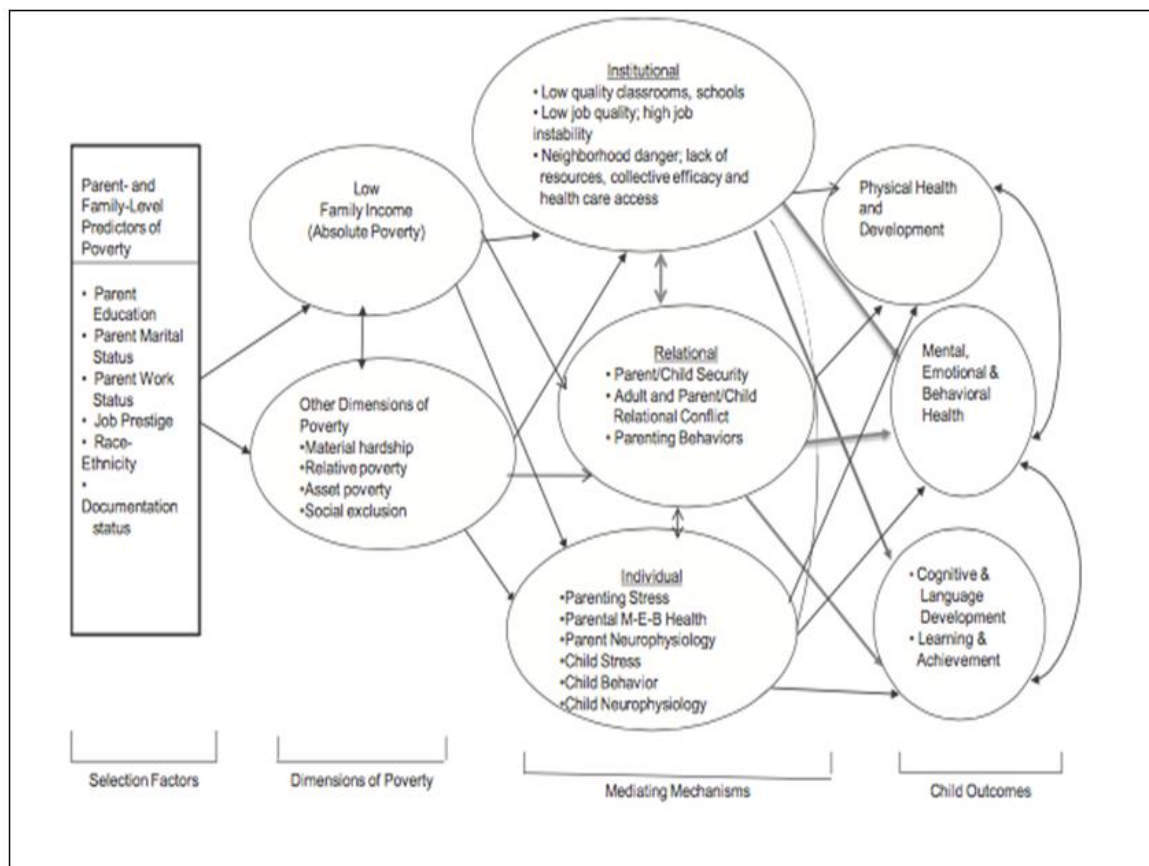 Parent- and
Family-Level
Predictors of
Poverty
• Parent
Education
• Parent Marital
Status
• Parent Work
Status
• Job Prestige
• Race-
Ethnicity
•
Documentation
status
Low
Family Income
(Absolute Poverty)
Other Dimensions of
Poverty
•Material hardship
•Relative poverty
•Asset poverty
•Social exclusion
Institutional
• Low quality classrooms, schools
• Low job quality; high job
instability
• Neighborhood danger; lack of
resources, collective efficacy and
health care access
Relational
• Parent/Child Security
• Adult and Parent/Child
Relational Conflict
• Parenting Behaviors
Individual
•Parenting Stress
•Parental M-E-B Health
•Parent Neurophysiology
•Child Stress
•Child Behavior
•Child Neurophysiology
Physical Health
and
Development
Mental,
Emotional &
Behavioral
Health
• Cognitive &
Language
Development
• Learning &
Achievement
Selection Factors
Dimensions of Poverty
Mediating Mechanisms
Child Outcomes